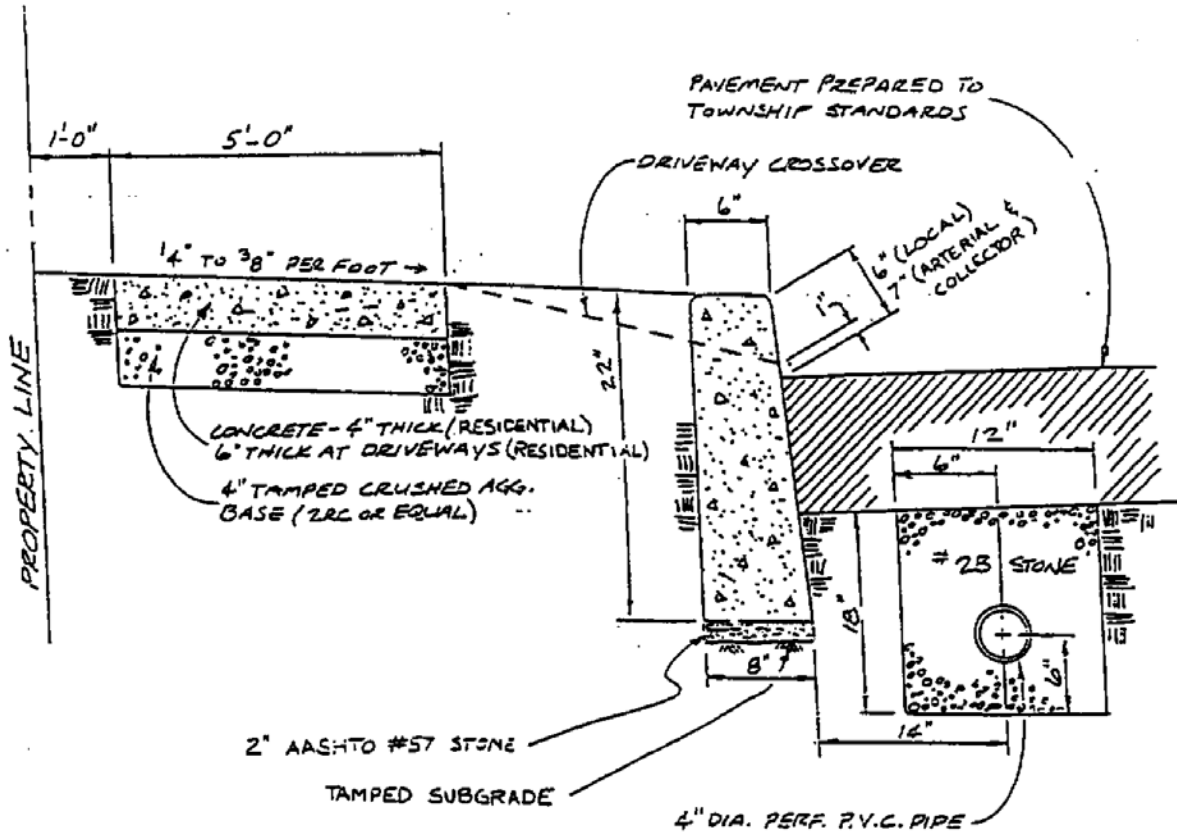 PAVEMENT PREPARED TO
TOWNSHIP STANDARDS
1'-0"
5'-0"
DRIVEWAY CROSSOVER
6"
6" (LOCAL)
7" (ARTERIAL &
COLLECTOR)
1"
1/4" TO 3/8" PER FOOT →
22"
PROPERTY LINE
CONCRETE - 4" THICK (RESIDENTIAL)
6" THICK AT DRIVEWAYS (RESIDENTIAL)
4" TAMPED CRUSHED AGG.
BASE (2RC OR EQUAL)
12"
6"
#2B STONE
18"
6"
8"
14"
2" AASHTO #57 STONE
TAMPED SUBGRADE
4" DIA. PERF. P.V.C. PIPE